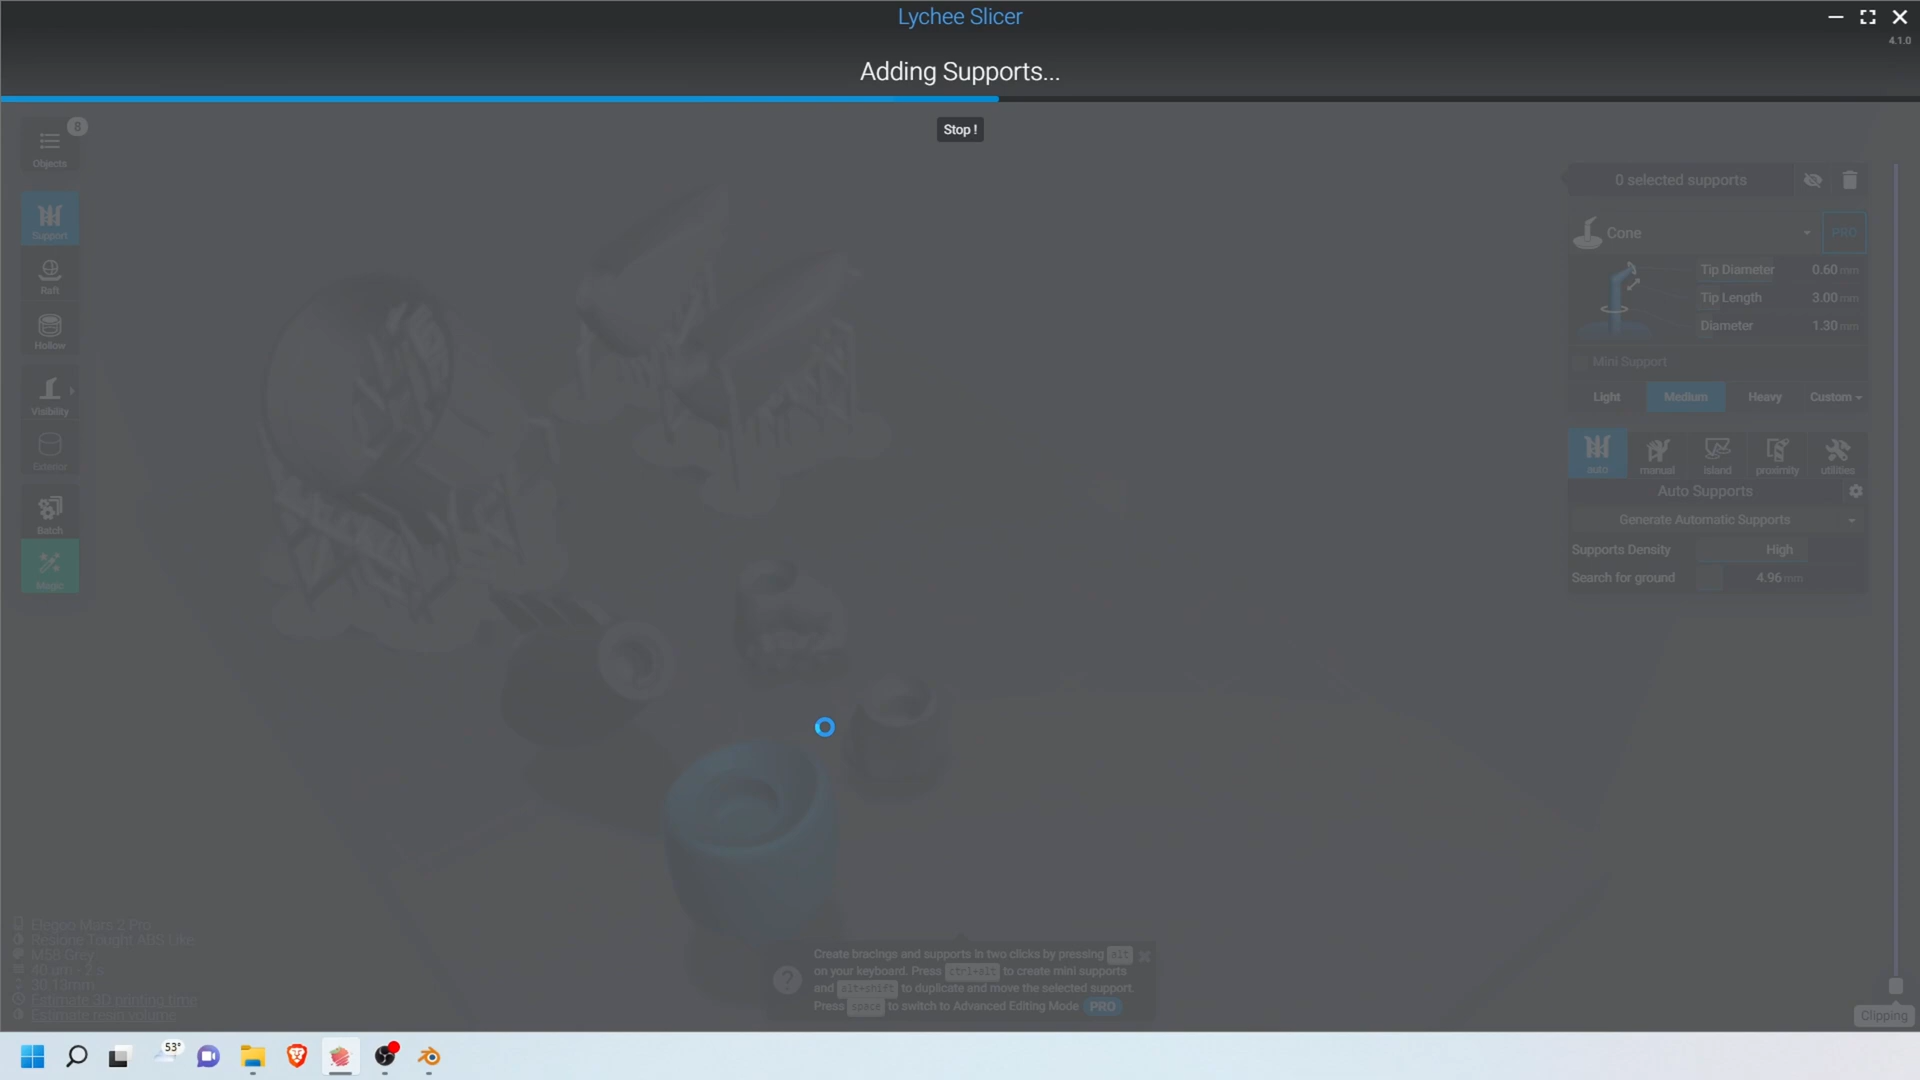 Lychee Slicer
4.1.0
Adding Supports...
Stop !
8
Objects
Support
Raft
Hollow
Visibility
Exterior
Batch
Magic
0 selected supports
Cone
PRO
Tip Diameter 0.60 mm
Tip Length 3.00 mm
Diameter 1.30 mm
Mini Support
Light Medium Heavy Custom
auto manual island proximity utilities
Auto Supports
Generate Automatic Supports
Supports Density High
Search for ground 4.96 mm
Elegoo Mars 2 Pro
Resione Tought ABS Like
M58 Grey
40 um - 2 s
30.13mm
Estimate 3D printing time
Estimate resin volume
Create bracings and supports in two clicks by pressing alt
on your keyboard. Press ctrl+alt to create mini supports
and alt+shift to duplicate and move the selected support.
Press space to switch to Advanced Editing Mode PRO
Clipping
53°